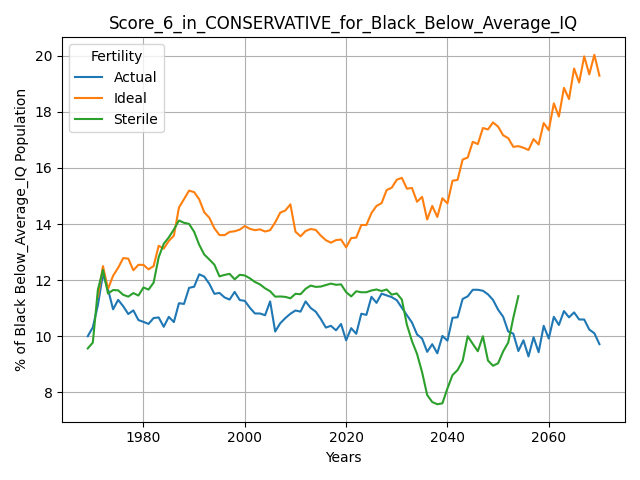 Score_6_in_CONSERVATIVE_for_Black_Below_Average_IQ
Fertility
Actual
Ideal
Sterile
% of Black Below_Average_IQ Population
20
18
16
14
12
10
8
1980
2000
2020
2040
2060
Years